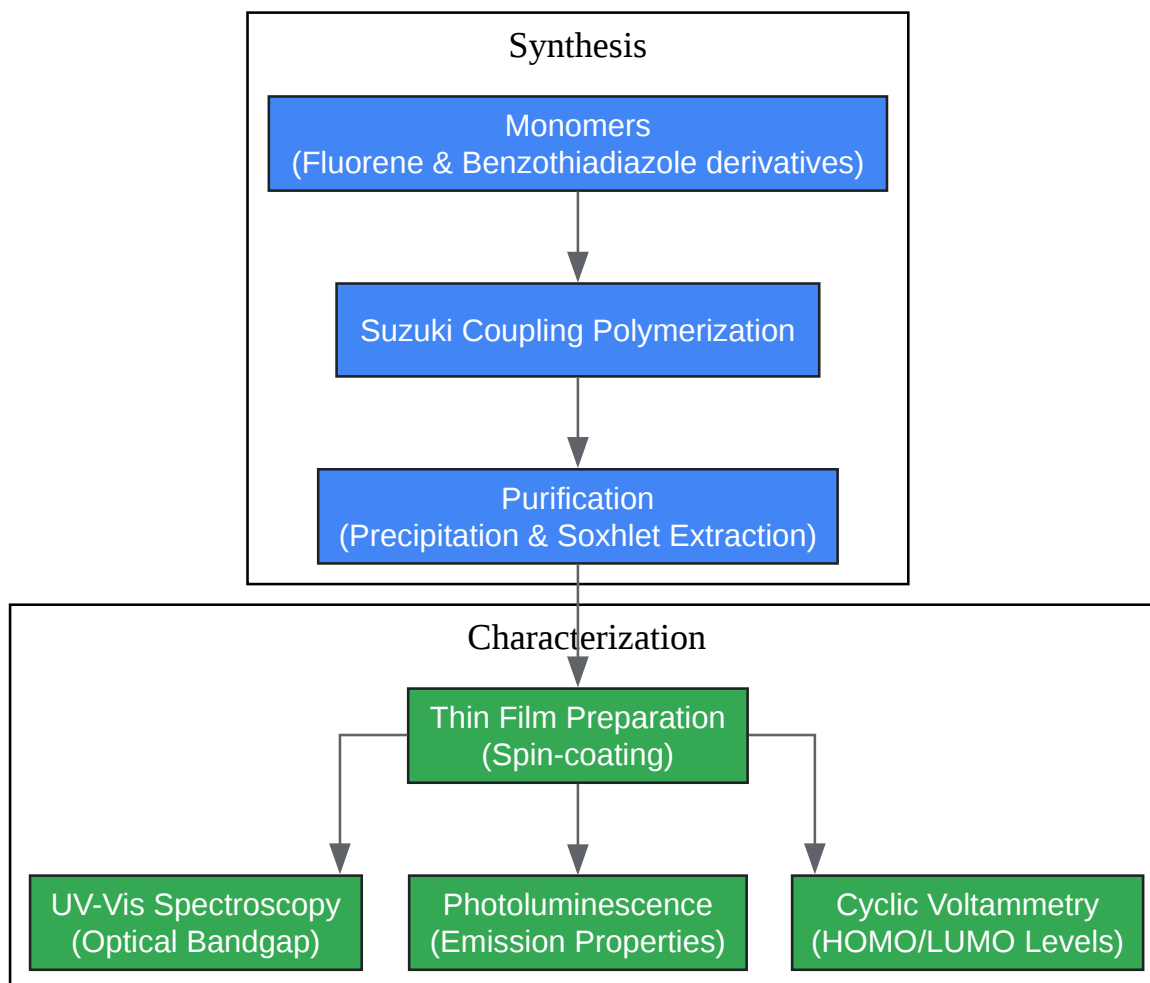 Synthesis
Monomers
(Fluorene & Benzothiadiazole derivatives)
Suzuki Coupling Polymerization
Purification
(Precipitation & Soxhlet Extraction)
Characterization
Thin Film Preparation
(Spin-coating)
UV-Vis Spectroscopy
(Optical Bandgap)
Photoluminescence
(Emission Properties)
Cyclic Voltammetry
(HOMO/LUMO Levels)